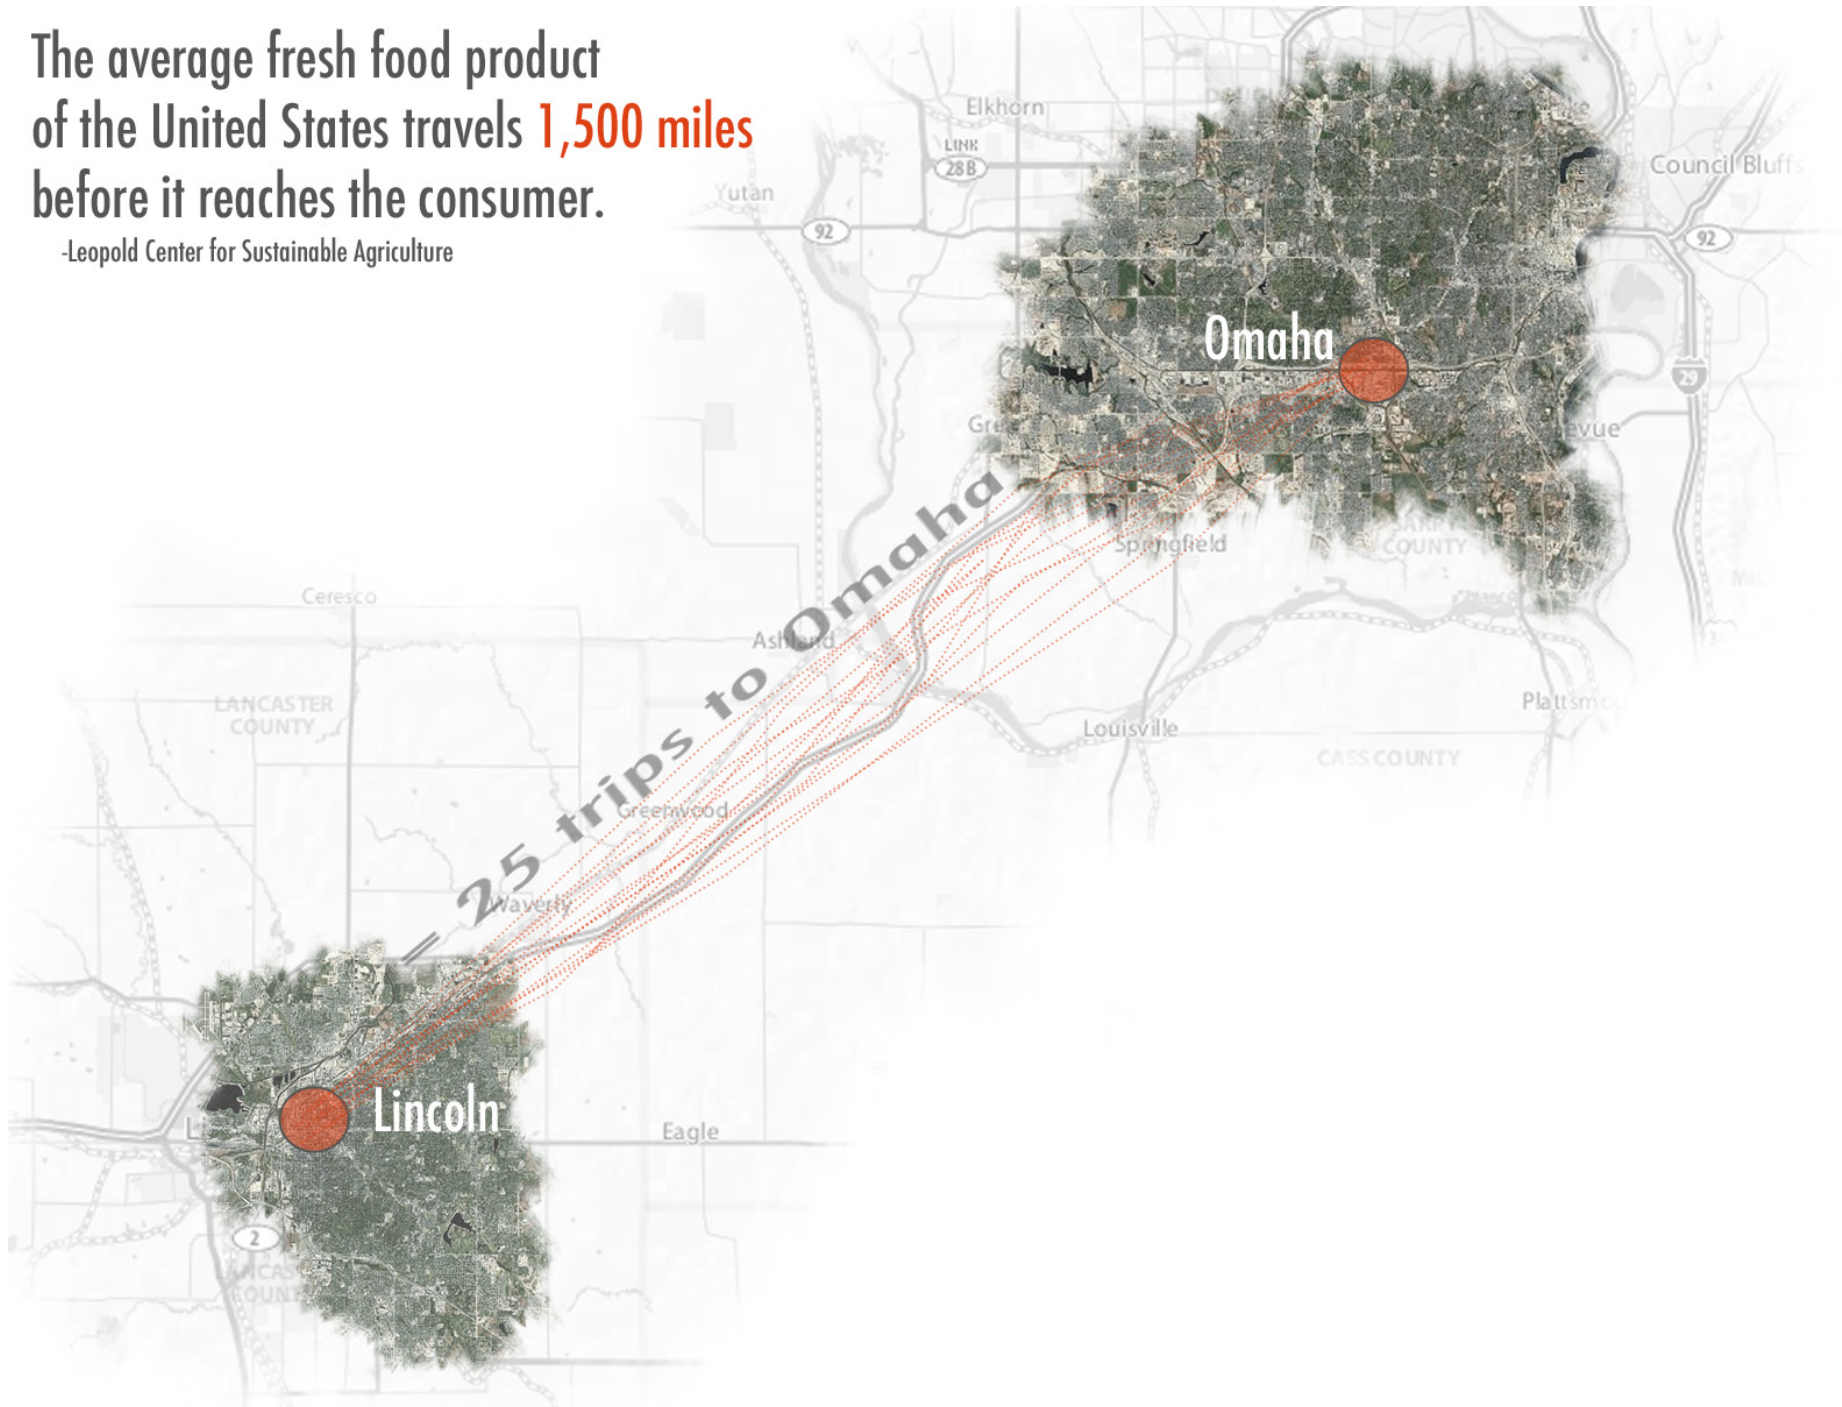 The average fresh food product
of the United States travels 1,500 miles
before it reaches the consumer.
-Leopold Center for Sustainable Agriculture
Elkhorn
LINK
28B
Yutan
92
Council Bluffs
92
Omaha
29
Springfield
COUNTY
= 25 trips to Omaha
Ceresco
Ashland
LANCASTER
COUNTY
Louisville
CASS COUNTY
Greenwood
Waverly
Lincoln
Eagle
2